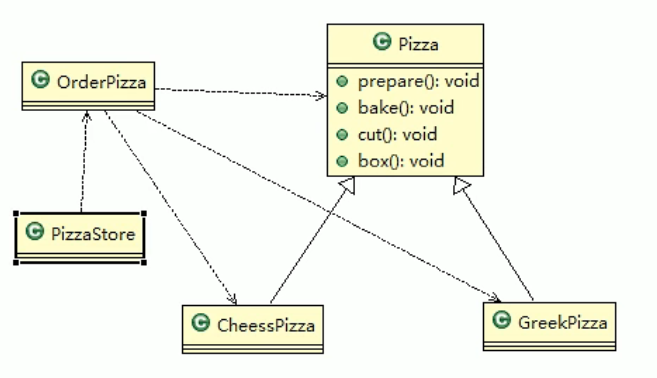 Pizza
prepare(): void
bake(): void
cut(): void
box(): void
OrderPizza
PizzaStore
CheessPizza
GreekPizza